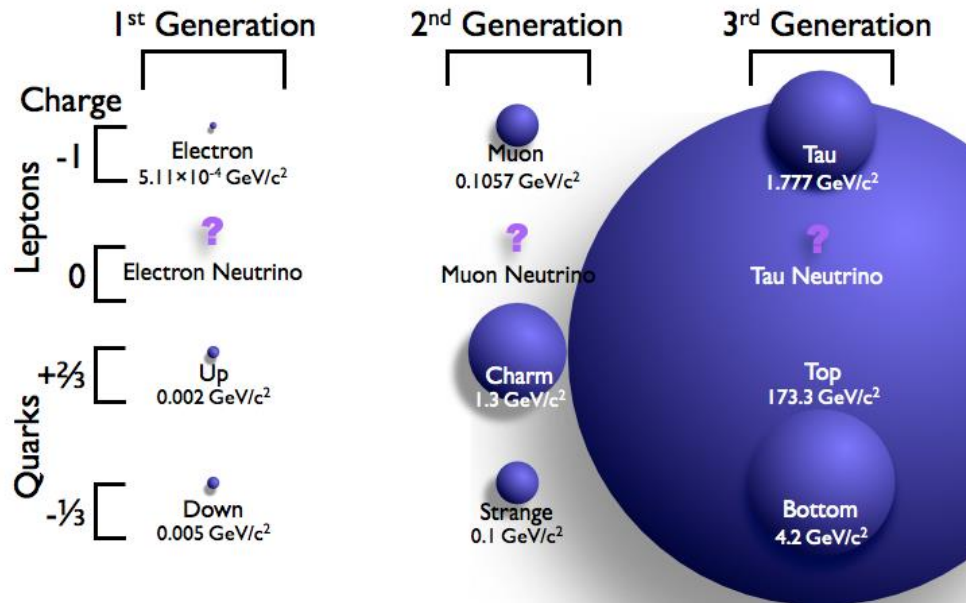 1st Generation
2nd Generation
3rd Generation
Charge
Leptons
-1
Electron
5.11×10⁻⁴ GeV/c²
Muon
0.1057 GeV/c²
Tau
1.777 GeV/c²
0
?
Electron Neutrino
?
Muon Neutrino
?
Tau Neutrino
Quarks
+⅔
Up
0.002 GeV/c²
Charm
1.3 GeV/c²
Top
173.3 GeV/c²
-⅓
Down
0.005 GeV/c²
Strange
0.1 GeV/c²
Bottom
4.2 GeV/c²